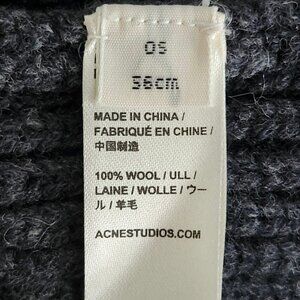 OS
56cm
MADE IN CHINA /
FABRIQUÉ EN CHINE /
中国制造
100% WOOL / ULL /
LAINE / WOLLE / ウー
ル / 羊毛
ACNESTUDIOS.COM